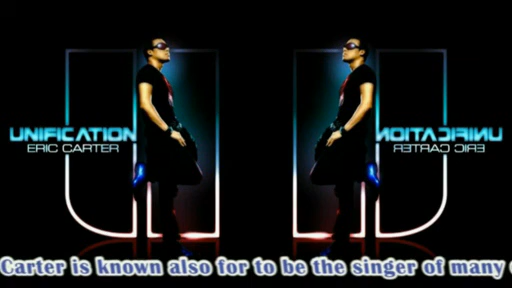 UNIFICATION
ERIC CARTER
UNIFICATION
ERIC CARTER
Carter is known also for to be the singer of many